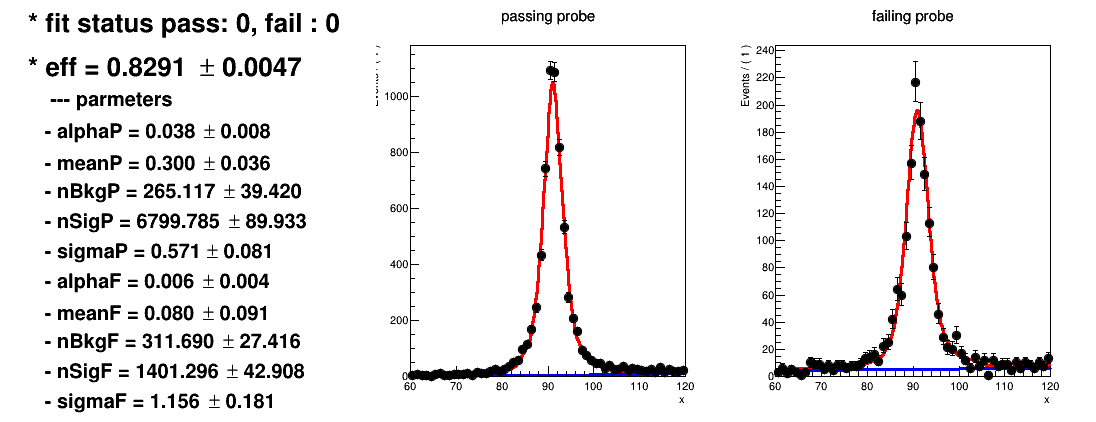 * fit status pass: 0, fail : 0
* eff = 0.8291 ± 0.0047
--- parmeters
- alphaP = 0.038 ± 0.008
- meanP = 0.300 ± 0.036
- nBkgP = 265.117 ± 39.420
- nSigP = 6799.785 ± 89.933
- sigmaP = 0.571 ± 0.081
- alphaF = 0.006 ± 0.004
- meanF = 0.080 ± 0.091
- nBkgF = 311.690 ± 27.416
- nSigF = 1401.296 ± 42.908
- sigmaF = 1.156 ± 0.181
passing probe
1000
800
600
400
200
0
60 70 80 90 100 110 120
x
failing probe
Events / ( 1 )
240
220
200
180
160
140
120
100
80
60
40
20
0
60 70 80 90 100 110 120
x